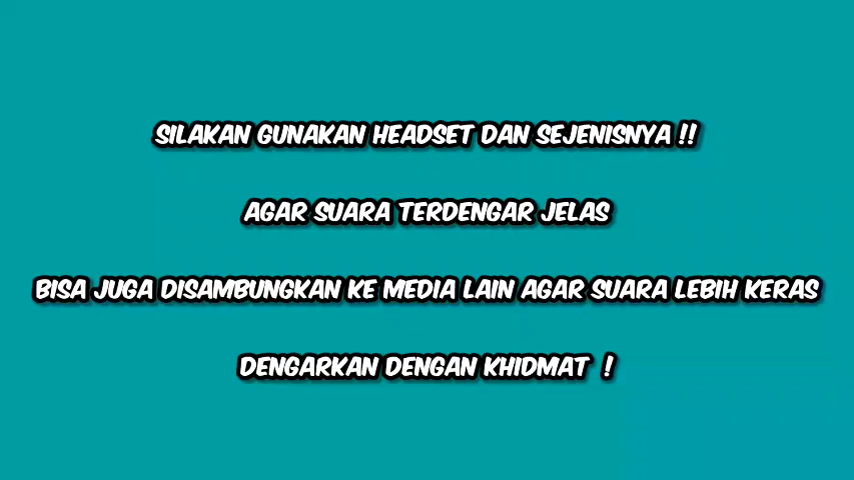 SILAKAN GUNAKAN HEADSET DAN SEJENISNYA !!
AGAR SUARA TERDENGAR JELAS
BISA JUGA DISAMBUNGKAN KE MEDIA LAIN AGAR SUARA LEBIH KERAS
DENGARKAN DENGAN KHIDMAT !